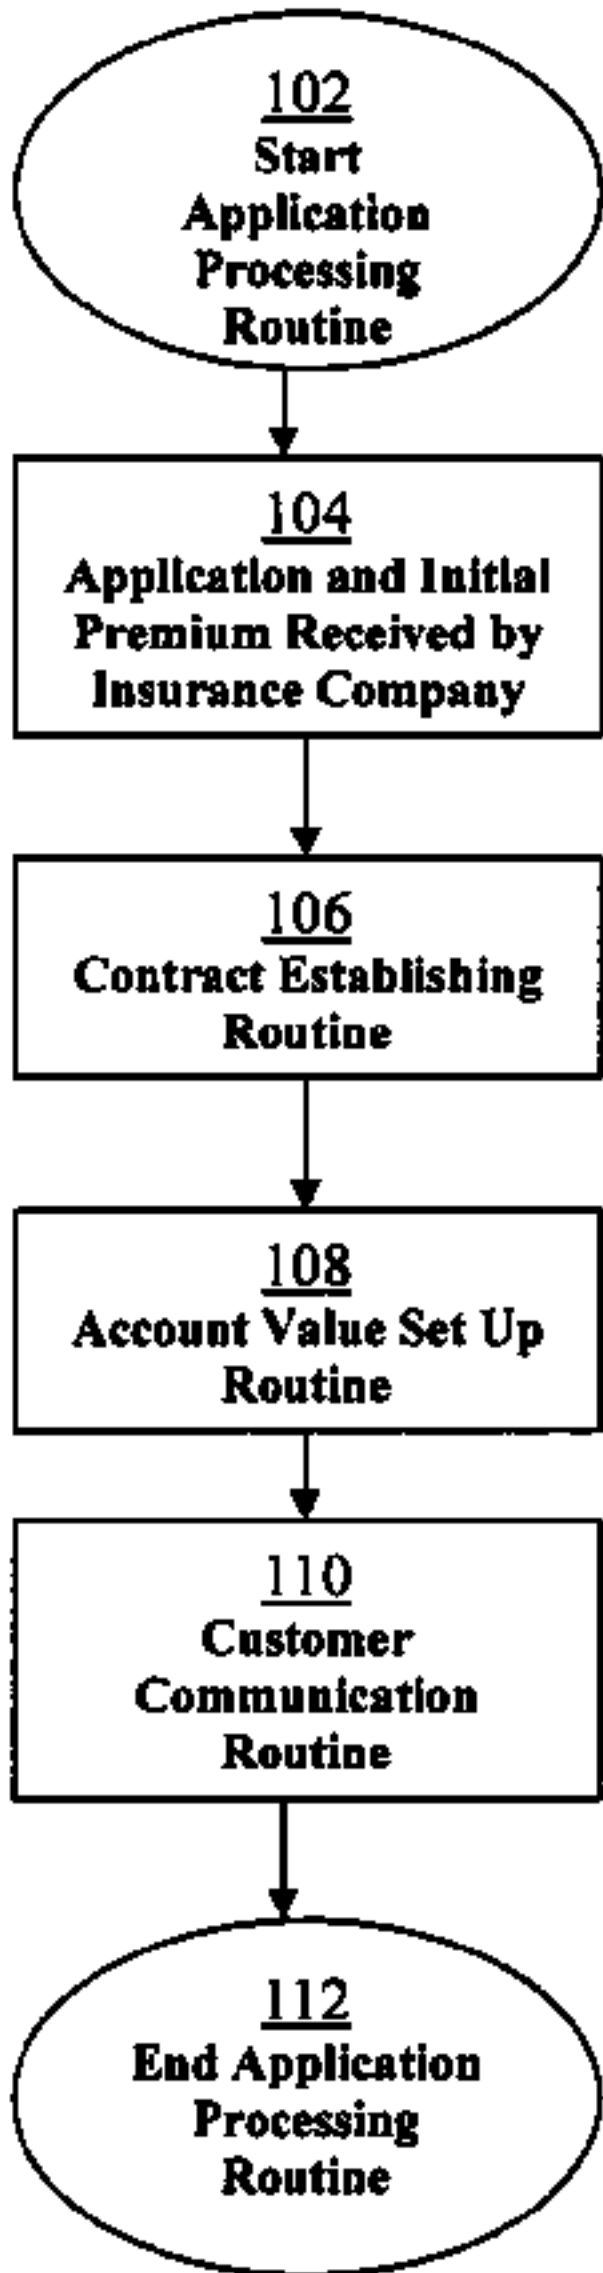 102
Start
Application
Processing
Routine
104
Application and Initial
Premium Received by
Insurance Company
106
Contract Establishing
Routine
108
Account Value Set Up
Routine
110
Customer
Communication
Routine
112
End Application
Processing
Routine